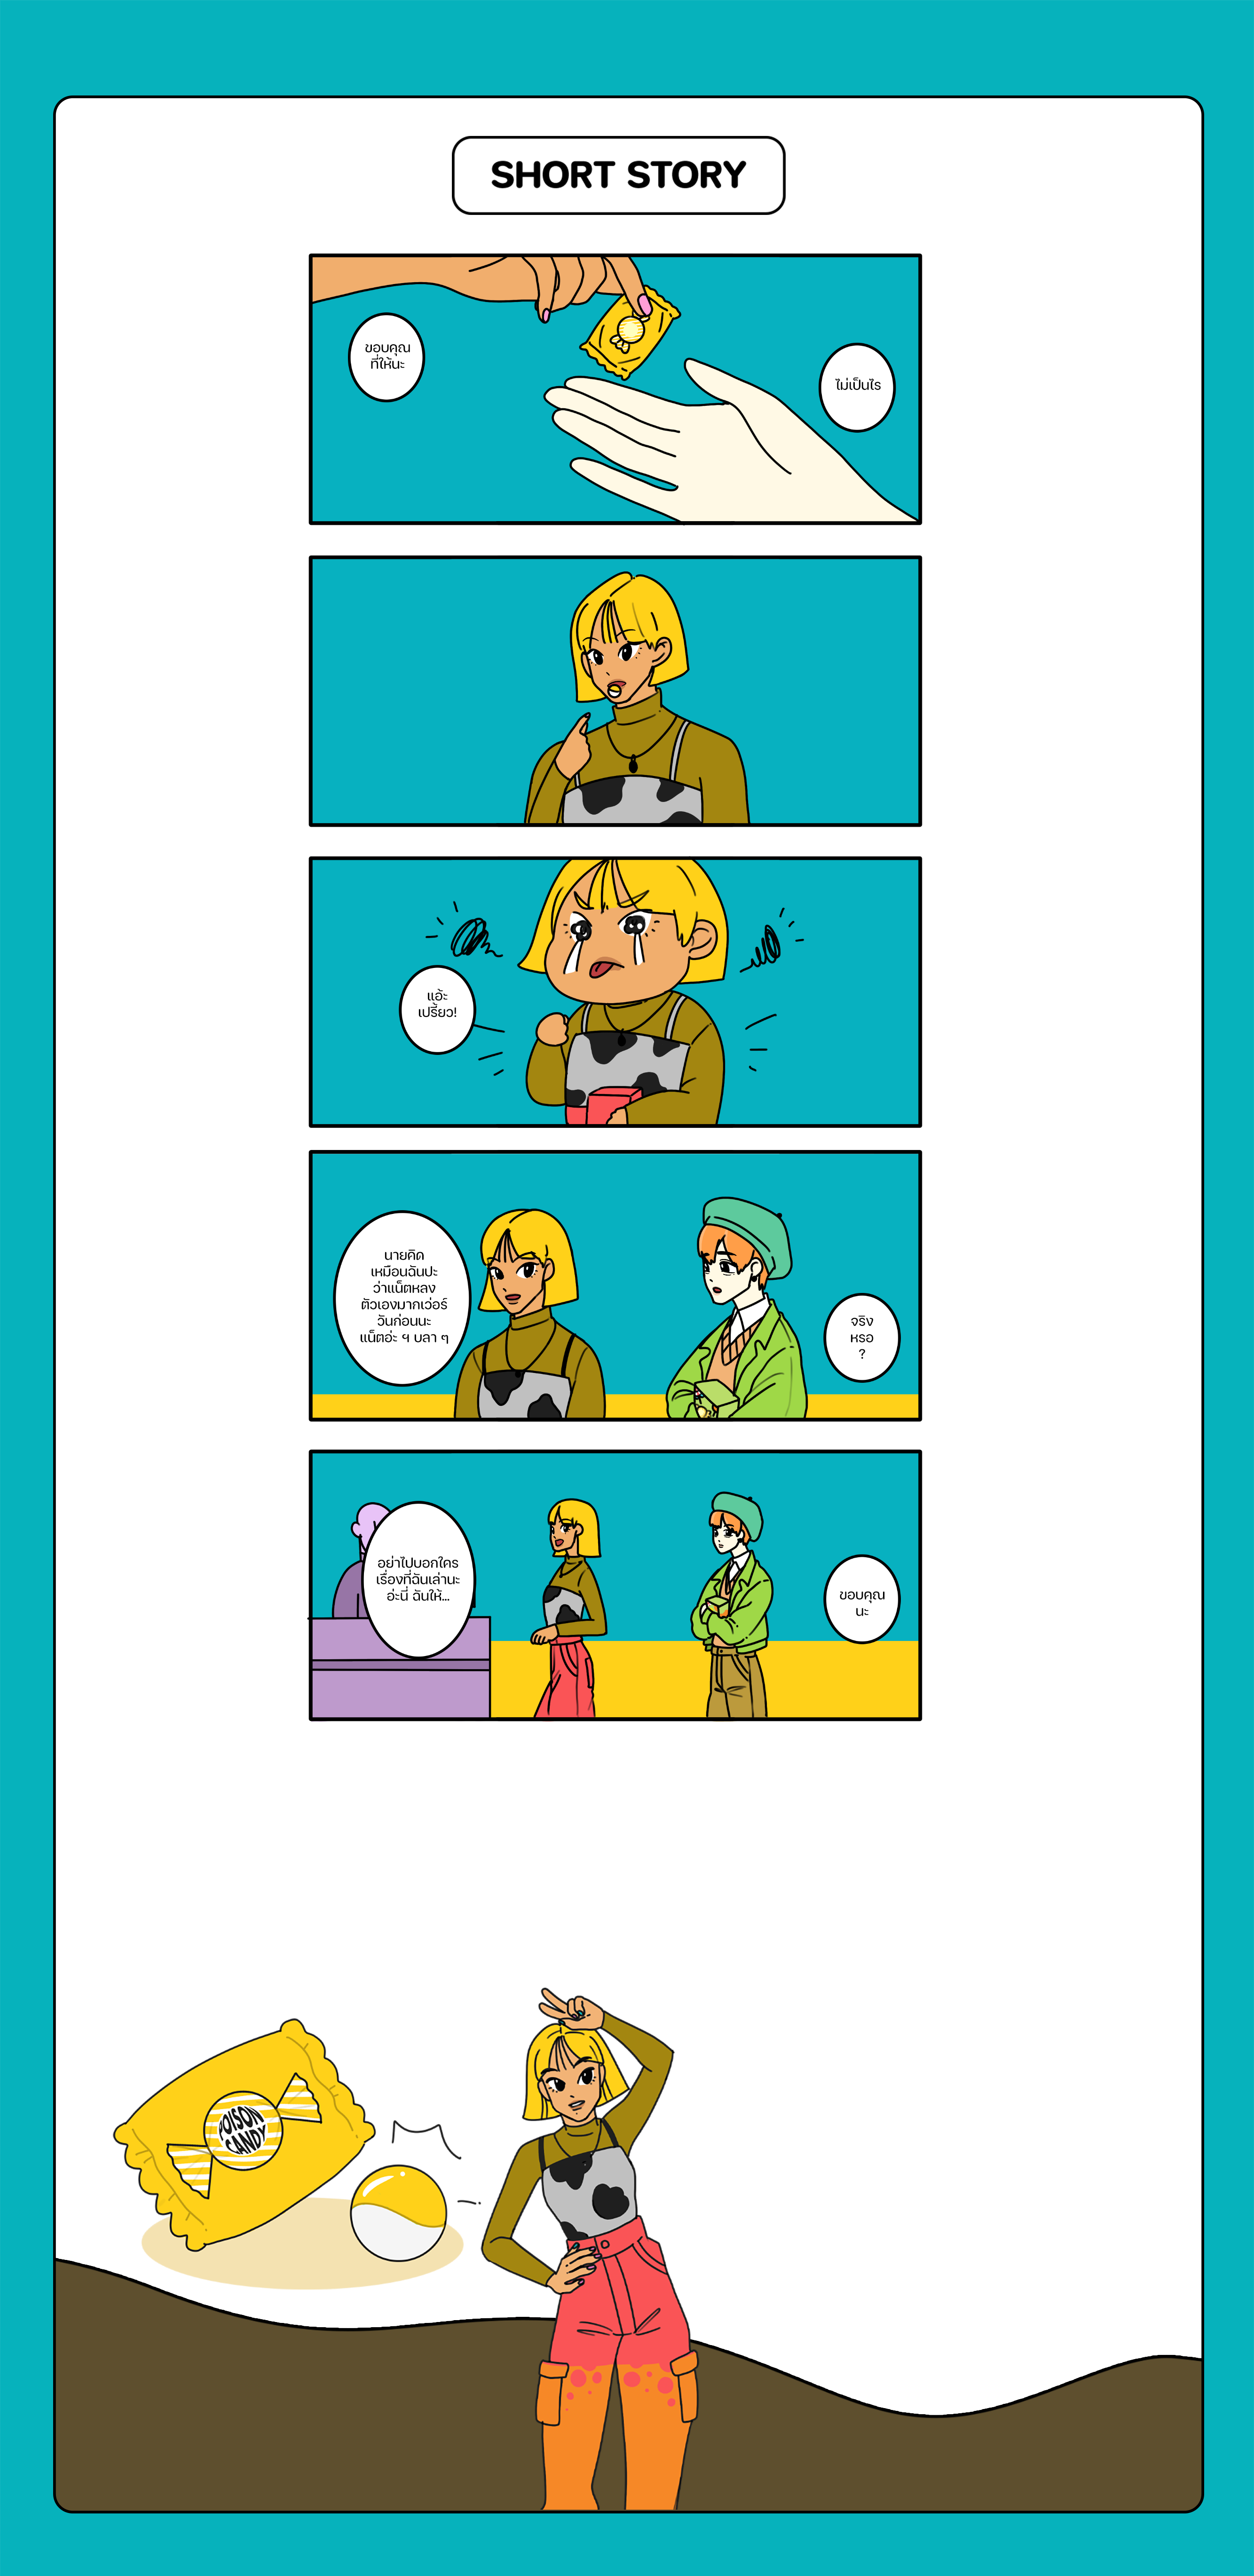 SHORT STORY
ขอบคุณ
ที่ให้นะ
ไม่เป็นไร
แอ้ะ
เปรี้ยว!
นายคิด
เหมือนฉันปะ
ว่าแน็ตหลง
ตัวเองมากเว่อร์
วันก่อนนะ
แน็ตอ่ะ ฯ บลา ๆ
จริง
หรอ
?
อย่าไปบอกใคร
เรื่องที่ฉันเล่านะ
อ่ะนี่ ฉันให้...
ขอบคุณ
นะ
POISON
CANDY